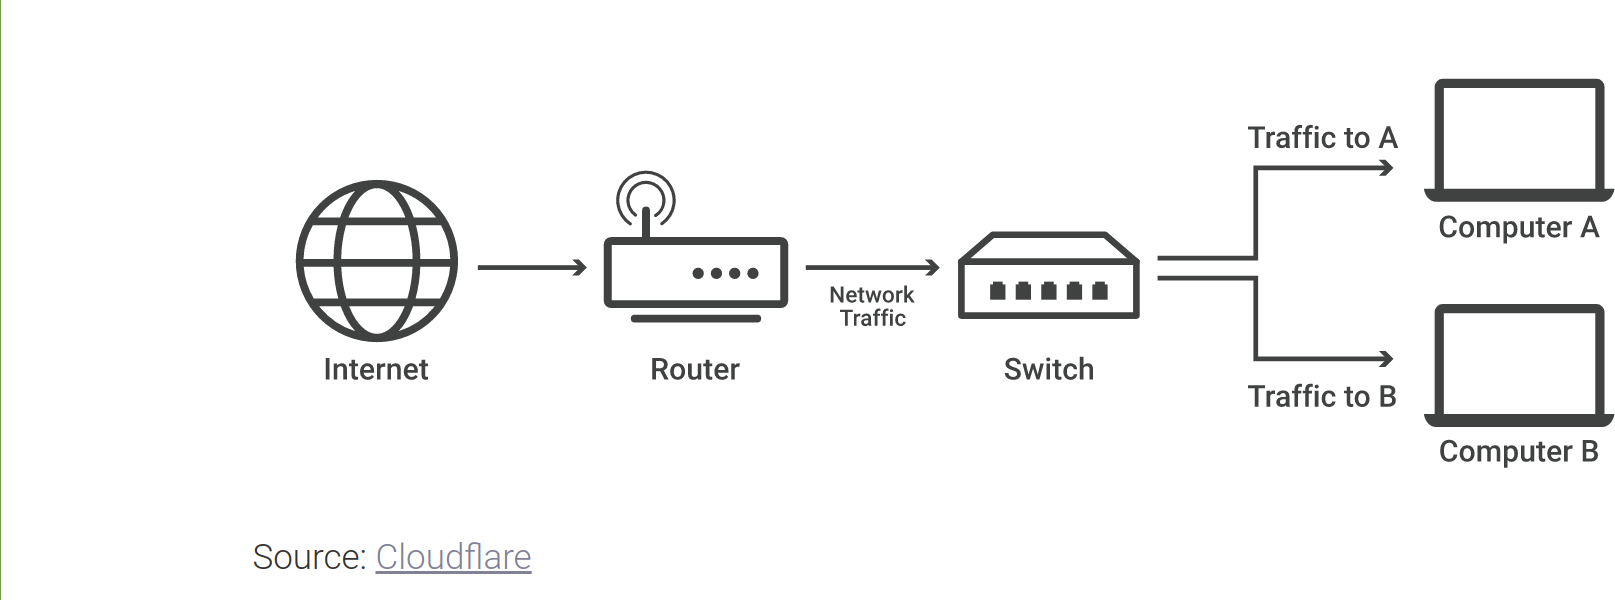 Traffic to A
Computer A
Network
Traffic
Internet
Router
Switch
Traffic to B
Computer B
Source: Cloudflare